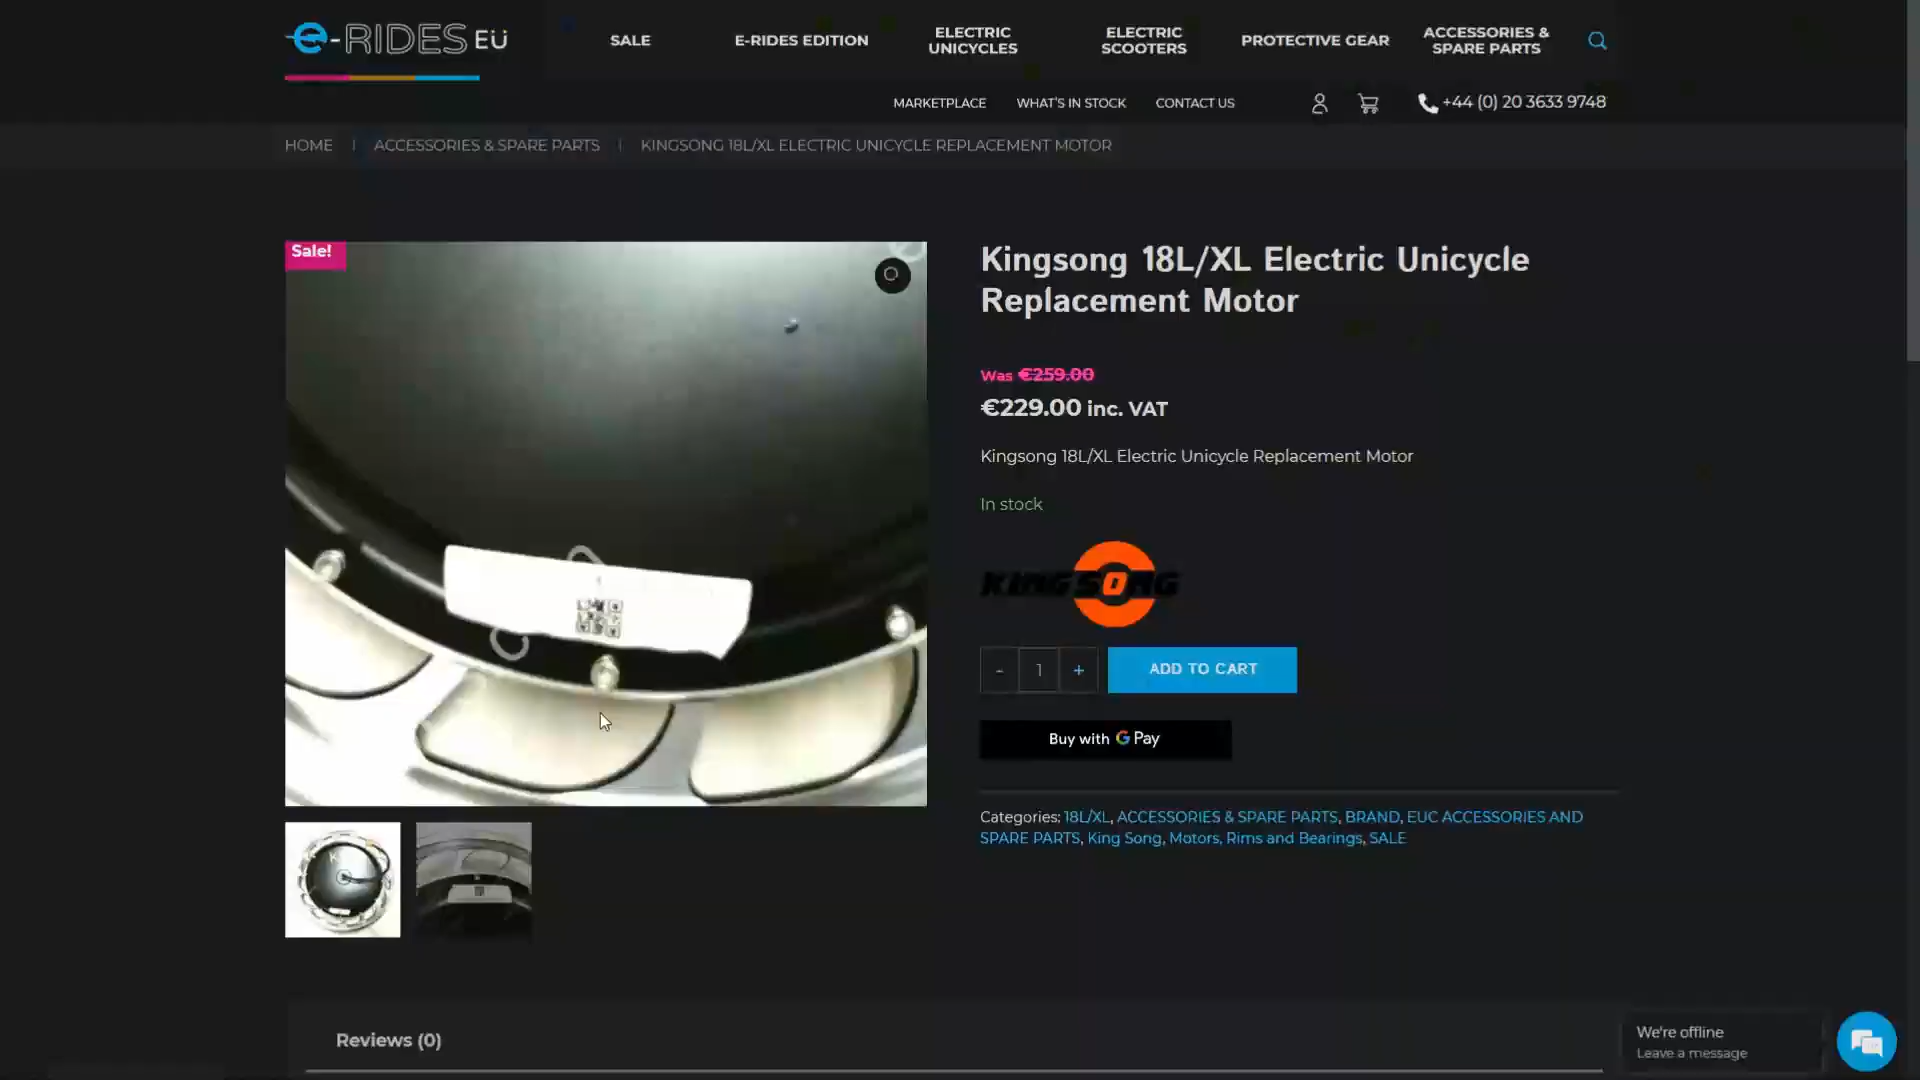 e-RIDES EU
SALE
E-RIDES EDITION
ELECTRIC
UNICYCLES
ELECTRIC
SCOOTERS
PROTECTIVE GEAR
ACCESSORIES &
SPARE PARTS
MARKETPLACE
WHAT'S IN STOCK
CONTACT US
+44 (0) 20 3633 9748
HOME | ACCESSORIES & SPARE PARTS | KINGSONG 18L/XL ELECTRIC UNICYCLE REPLACEMENT MOTOR
Sale!
Kingsong 18L/XL Electric Unicycle
Replacement Motor
Was €259.00
€229.00 inc. VAT
Kingsong 18L/XL Electric Unicycle Replacement Motor
In stock
KINGSONG
- 1 + ADD TO CART
Buy with G Pay
Categories: 18L/XL, ACCESSORIES & SPARE PARTS, BRAND, EUC ACCESSORIES AND
SPARE PARTS, King Song, Motors, Rims and Bearings, SALE
Reviews (0)
We're offline
Leave a message